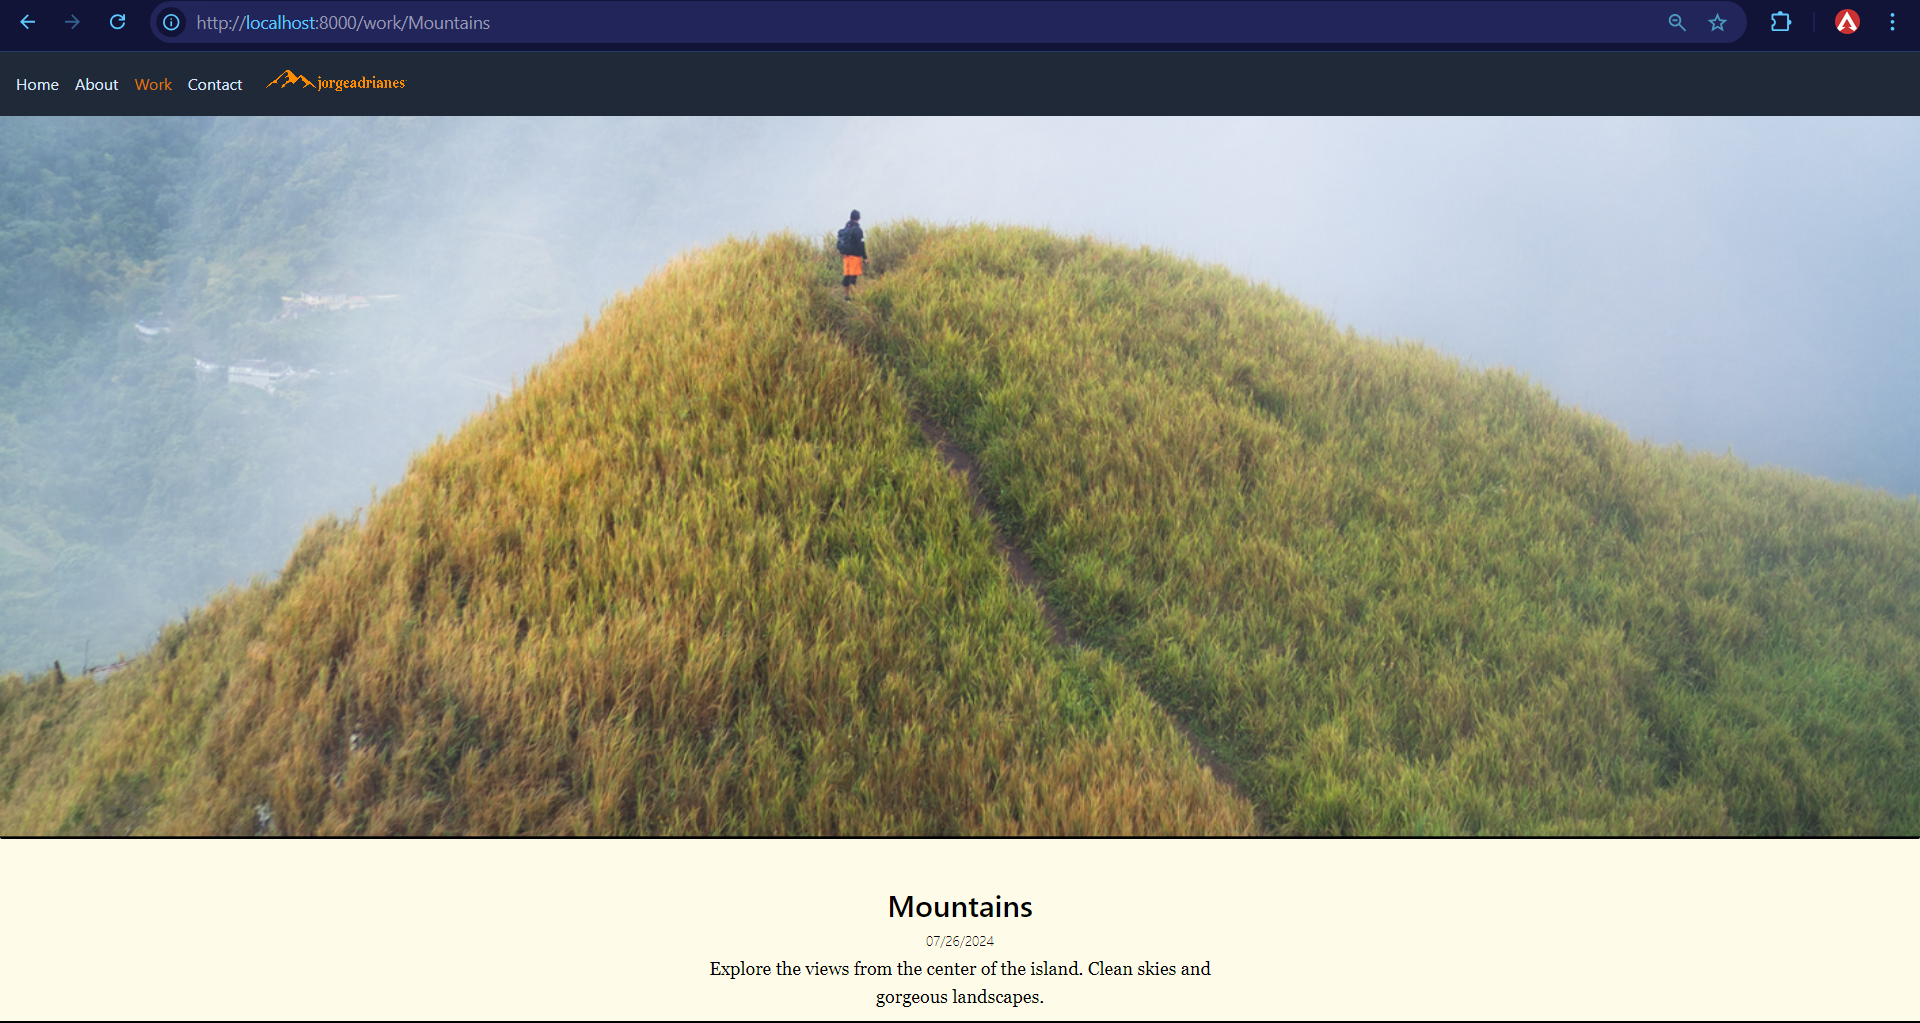 http://localhost:8000/work/Mountains
Home About Work Contact jorgeadrianes
Mountains
07/26/2024
Explore the views from the center of the island. Clean skies and
gorgeous landscapes.